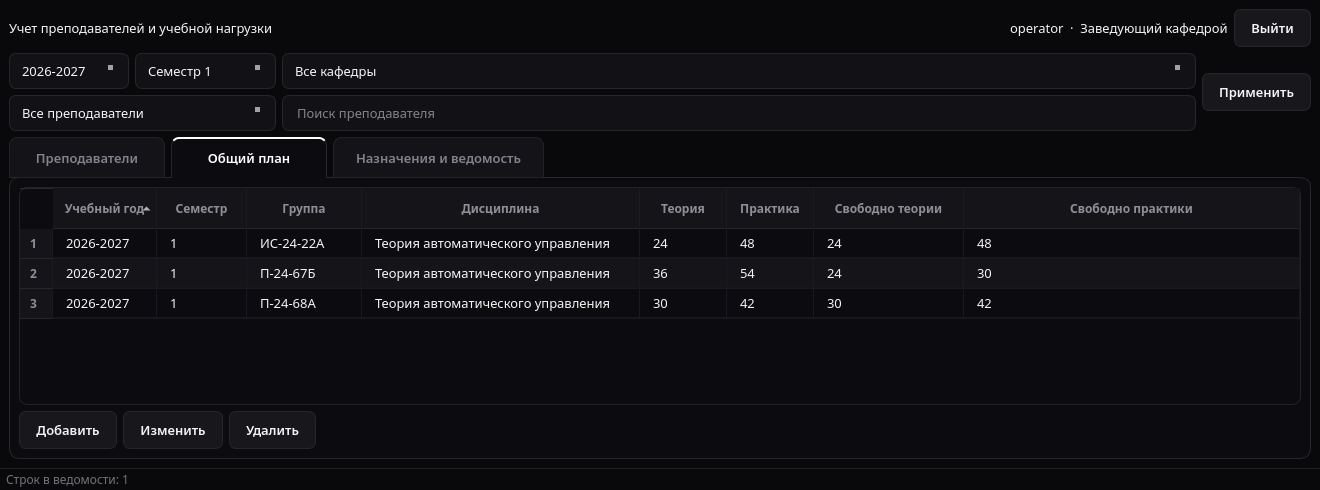 Учет преподавателей и учебной нагрузки
operator · Заведующий кафедрой Выйти
2026-2027 Семестр 1 Все кафедры
Применить
Все преподаватели Поиск преподавателя
Преподаватели Общий план Назначения и ведомость
Учебный год Семестр Группа Дисциплина Теория Практика Свободно теории Свободно практики
1 2026-2027 1 ИС-24-22А Теория автоматического управления 24 48 24 48
2 2026-2027 1 П-24-67Б Теория автоматического управления 36 54 24 30
3 2026-2027 1 П-24-68А Теория автоматического управления 30 42 30 42
Добавить Изменить Удалить
Строк в ведомости: 1